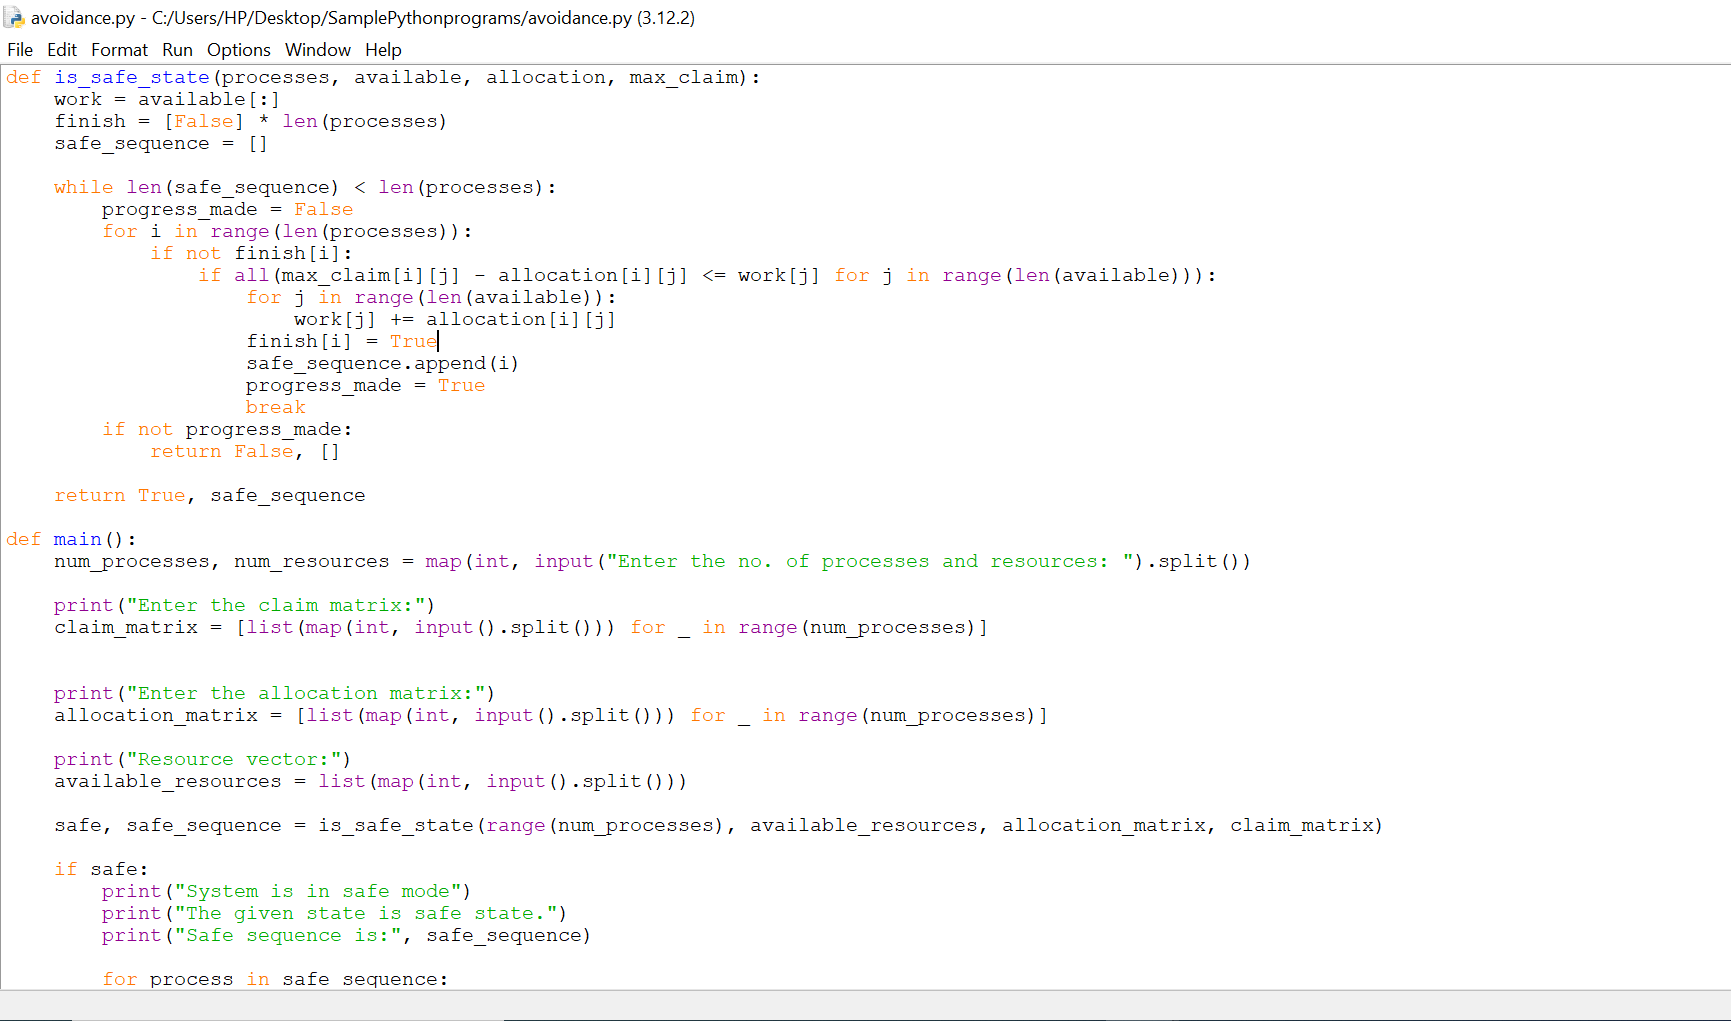 avoidance.py - C:/Users/HP/Desktop/SamplePythonprograms/avoidance.py (3.12.2)
File Edit Format Run Options Window Help
def is_safe_state(processes, available, allocation, max_claim):
    work = available[:]
    finish = [False] * len(processes)
    safe_sequence = []

    while len(safe_sequence) < len(processes):
        progress_made = False
        for i in range(len(processes)):
            if not finish[i]:
                if all(max_claim[i][j] - allocation[i][j] <= work[j] for j in range(len(available))):
                    for j in range(len(available)):
                        work[j] += allocation[i][j]
                    finish[i] = True
                    safe_sequence.append(i)
                    progress_made = True
                    break
        if not progress_made:
            return False, []

    return True, safe_sequence

def main():
    num_processes, num_resources = map(int, input("Enter the no. of processes and resources: ").split())

    print("Enter the claim matrix:")
    claim_matrix = [list(map(int, input().split())) for _ in range(num_processes)]


    print("Enter the allocation matrix:")
    allocation_matrix = [list(map(int, input().split())) for _ in range(num_processes)]

    print("Resource vector:")
    available_resources = list(map(int, input().split()))

    safe, safe_sequence = is_safe_state(range(num_processes), available_resources, allocation_matrix, claim_matrix)

    if safe:
        print("System is in safe mode")
        print("The given state is safe state.")
        print("Safe sequence is:", safe_sequence)

        for process in safe_sequence: